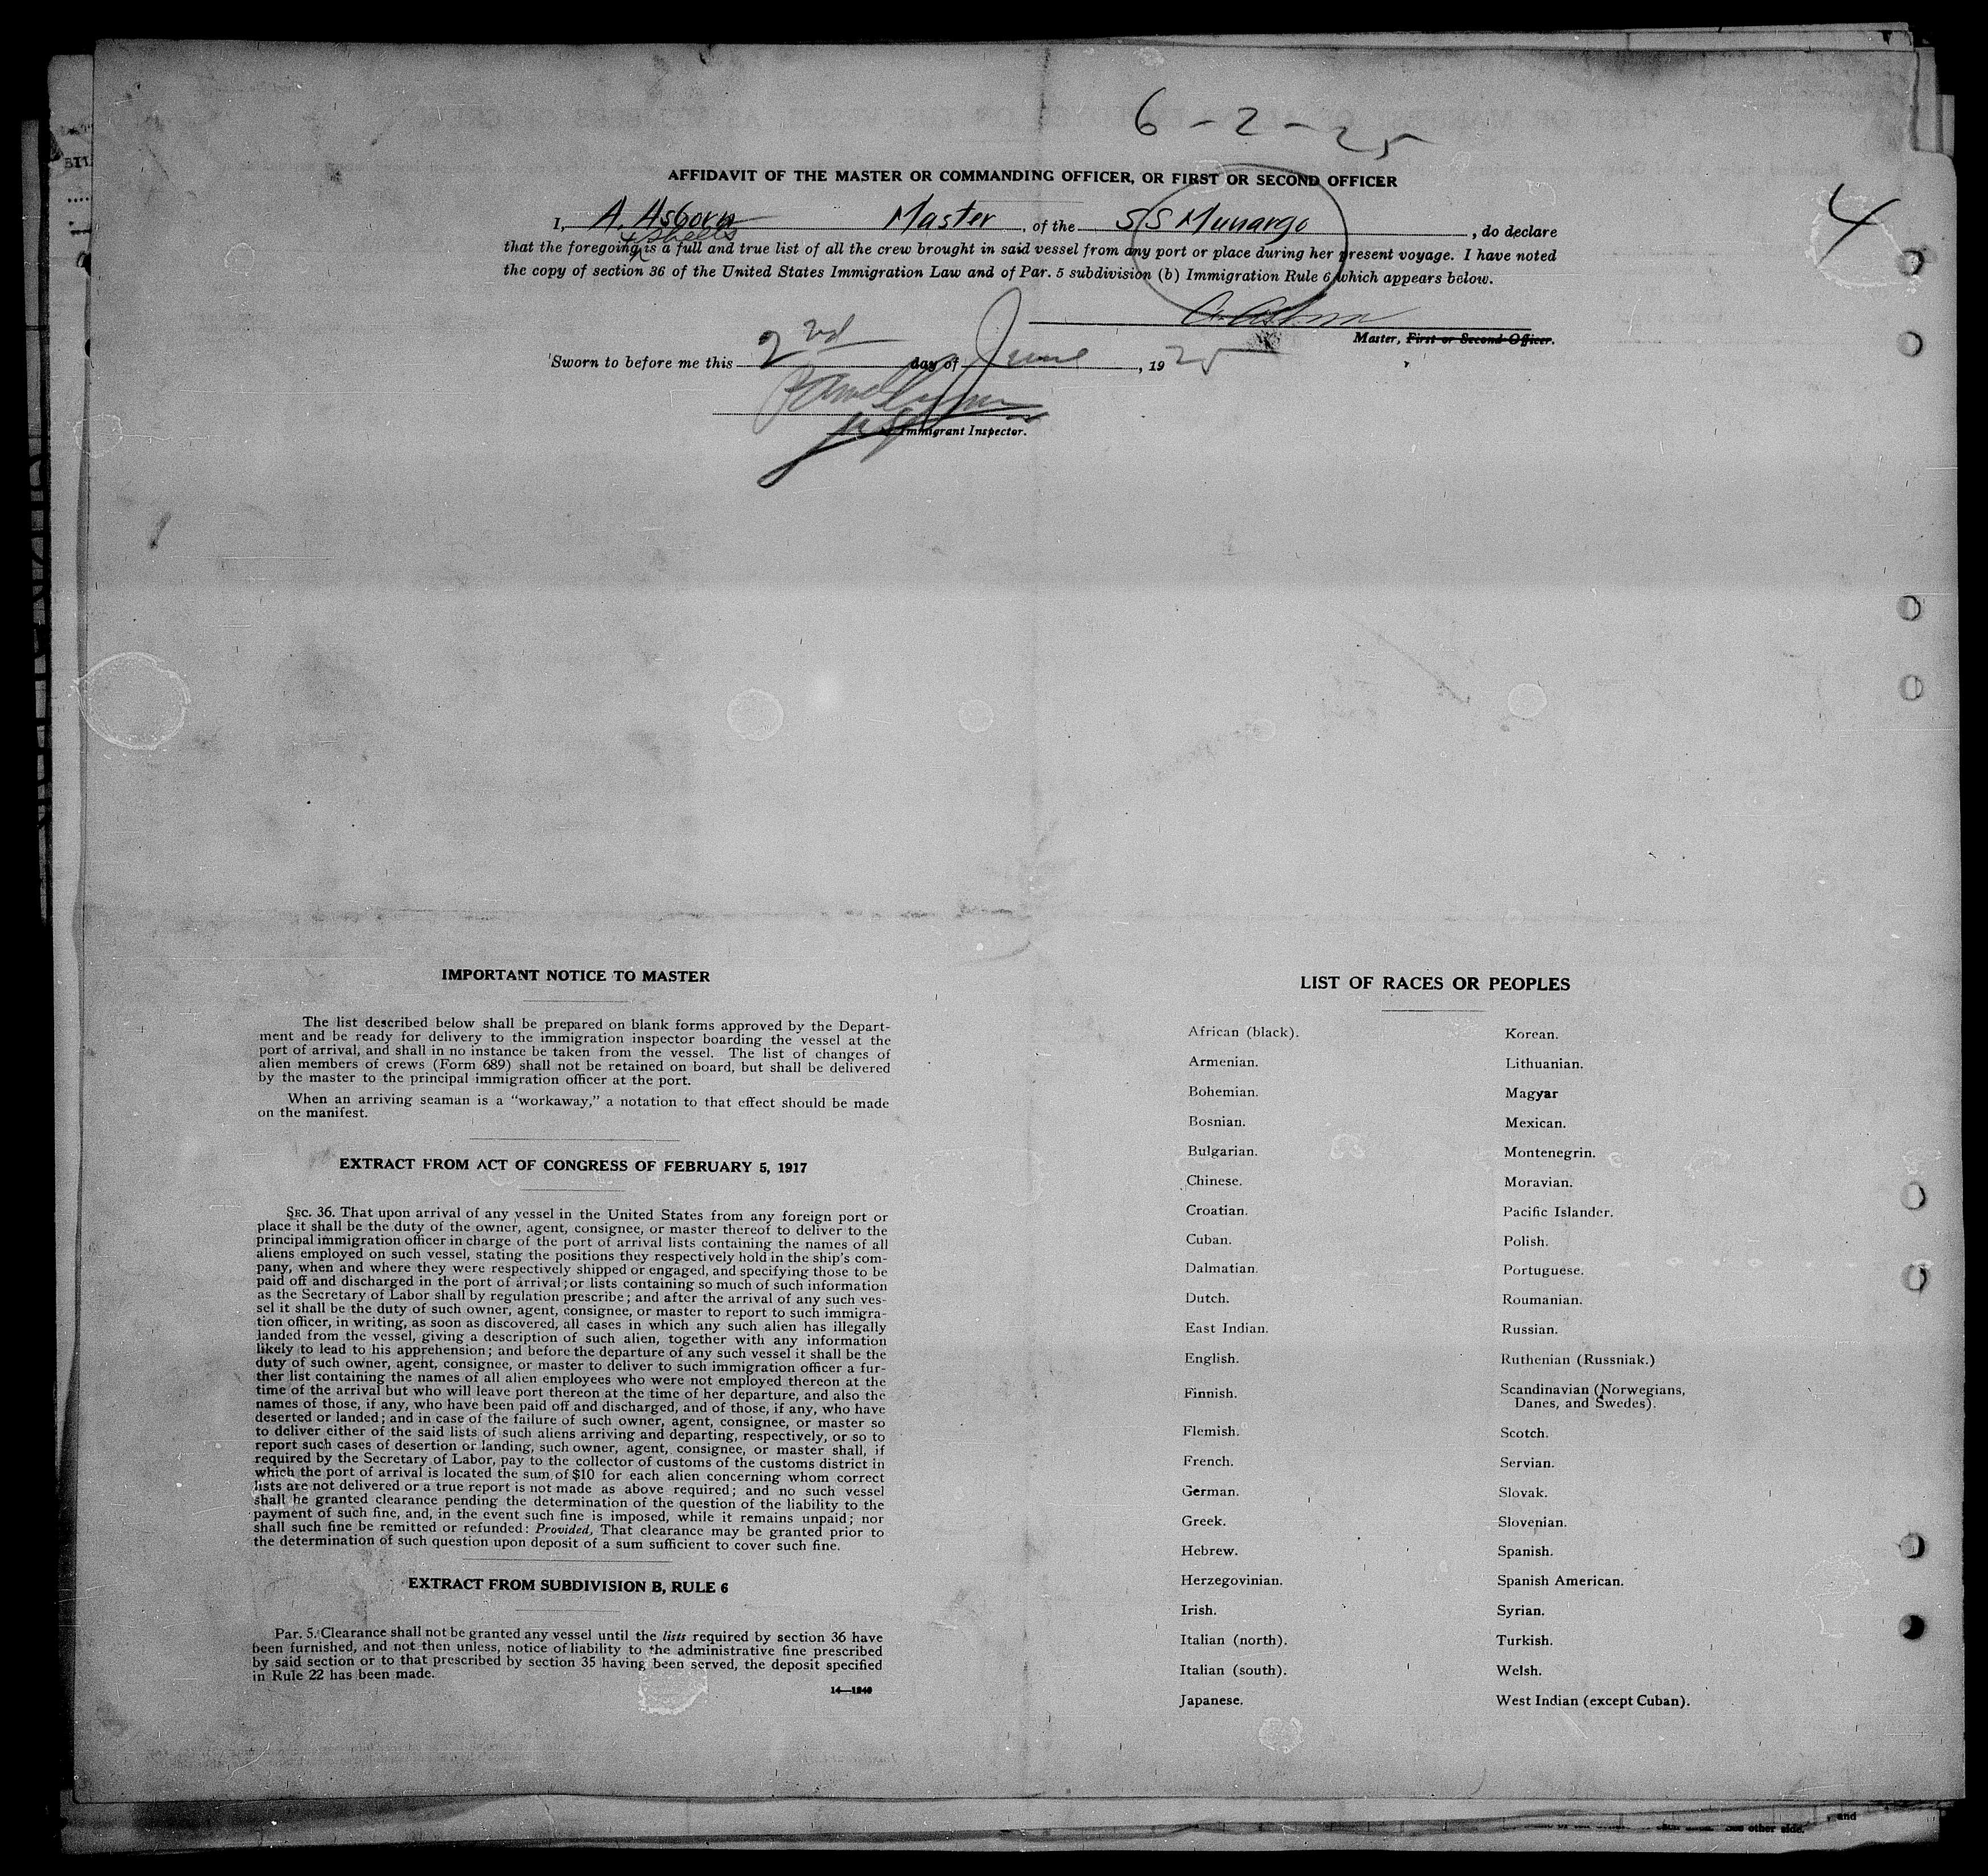 6 - 2 - 25
4
AFFIDAVIT OF THE MASTER OR COMMANDING OFFICER, OR FIRST OR SECOND OFFICER
I, A. Asborn Master, of the SS Munargo, do declare
4 sheets
that the foregoing is a full and true list of all the crew brought in said vessel from any port or place during her present voyage. I have noted
the copy of section 36 of the United States Immigration Law and of Par. 5 subdivision (b) Immigration Rule 6 which appears below.
Master, First or Second Officer.
Sworn to before me this 2nd day of June, 1925
Immigrant Inspector.
IMPORTANT NOTICE TO MASTER
The list described below shall be prepared on blank forms approved by the Depart-
ment and be ready for delivery to the immigration inspector boarding the vessel at the
port of arrival, and shall in no instance be taken from the vessel. The list of changes of
alien members of crews (Form 689) shall not be retained on board, but shall be delivered
by the master to the principal immigration officer at the port.
When an arriving seaman is a "workaway," a notation to that effect should be made
on the manifest.
EXTRACT FROM ACT OF CONGRESS OF FEBRUARY 5, 1917
SEC. 36. That upon arrival of any vessel in the United States from any foreign port or
place it shall be the duty of the owner, agent, consignee, or master thereof to deliver to the
principal immigration officer in charge of the port of arrival lists containing the names of all
aliens employed on such vessel, stating the positions they respectively hold in the ship's com-
pany, when and where they were respectively shipped or engaged, and specifying those to be
paid off and discharged in the port of arrival; or lists containing so much of such information
as the Secretary of Labor shall by regulation prescribe; and after the arrival of any such ves-
sel it shall be the duty of such owner, agent, consignee, or master to report to such immigra-
tion officer, in writing, as soon as discovered, all cases in which any such alien has illegally
landed from the vessel, giving a description of such alien, together with any information
likely to lead to his apprehension; and before the departure of any such vessel it shall be the
duty of such owner, agent, consignee, or master to deliver to such immigration officer a fur-
ther list containing the names of all alien employees who were not employed thereon at the
time of the arrival but who will leave port thereon at the time of her departure, and also the
names of those, if any, who have been paid off and discharged, and of those, if any, who have
deserted or landed; and in case of the failure of such owner, agent, consignee, or master so
to deliver either of the said lists of such aliens arriving and departing, respectively, or so to
report such cases of desertion or landing, such owner, agent, consignee, or master shall, if
required by the Secretary of Labor, pay to the collector of customs of the customs district in
which the port of arrival is located the sum of $10 for each alien concerning whom correct
lists are not delivered or a true report is not made as above required; and no such vessel
shall be granted clearance pending the determination of the question of the liability to the
payment of such fine, and, in the event such fine is imposed, while it remains unpaid; nor
shall such fine be remitted or refunded: Provided, That clearance may be granted prior to
the determination of such question upon deposit of a sum sufficient to cover such fine.
EXTRACT FROM SUBDIVISION B, RULE 6
Par. 5. Clearance shall not be granted any vessel until the lists required by section 36 have
been furnished, and not then unless, notice of liability to the administrative fine prescribed
by said section or to that prescribed by section 35 having been served, the deposit specified
in Rule 22 has been made.
14—1240
LIST OF RACES OR PEOPLES
African (black).
Armenian.
Bohemian.
Bosnian.
Bulgarian.
Chinese.
Croatian.
Cuban.
Dalmatian.
Dutch.
East Indian.
English.
Finnish.
Flemish.
French.
German.
Greek.
Hebrew.
Herzegovinian.
Irish.
Italian (north).
Italian (south).
Japanese.
Korean.
Lithuanian.
Magyar
Mexican.
Montenegrin.
Moravian.
Pacific Islander.
Polish.
Portuguese.
Roumanian.
Russian.
Ruthenian (Russniak.)
Scandinavian (Norwegians,
Danes, and Swedes).
Scotch.
Servian.
Slovak.
Slovenian.
Spanish.
Spanish American.
Syrian.
Turkish.
Welsh.
West Indian (except Cuban).
and
other side.